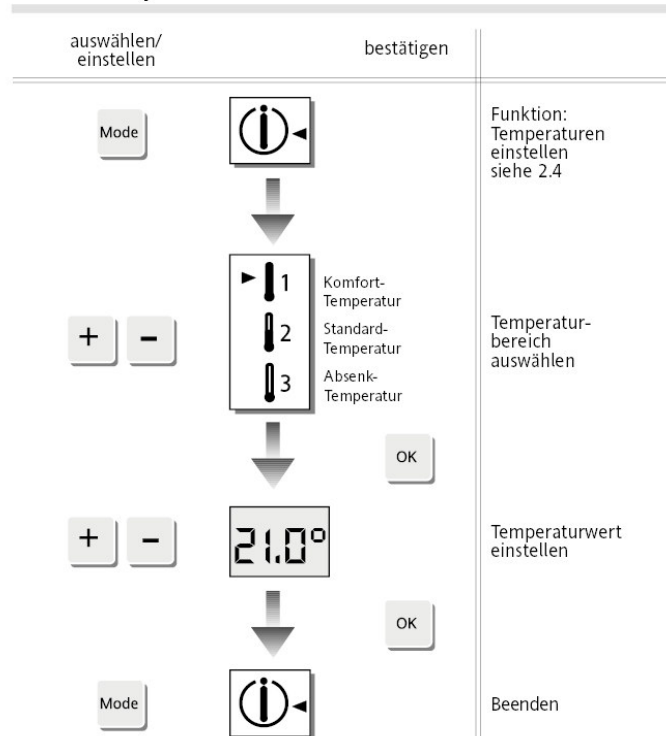 auswählen/
einstellen
bestätigen
Mode
Funktion:
Temperaturen
einstellen
siehe 2.4
1
Komfort-
Temperatur
+ -
2
Standard-
Temperatur
Temperatur-
bereich
auswählen
3
Absenk-
Temperatur
OK
+ -
21.0°
Temperaturwert
einstellen
OK
Mode
Beenden